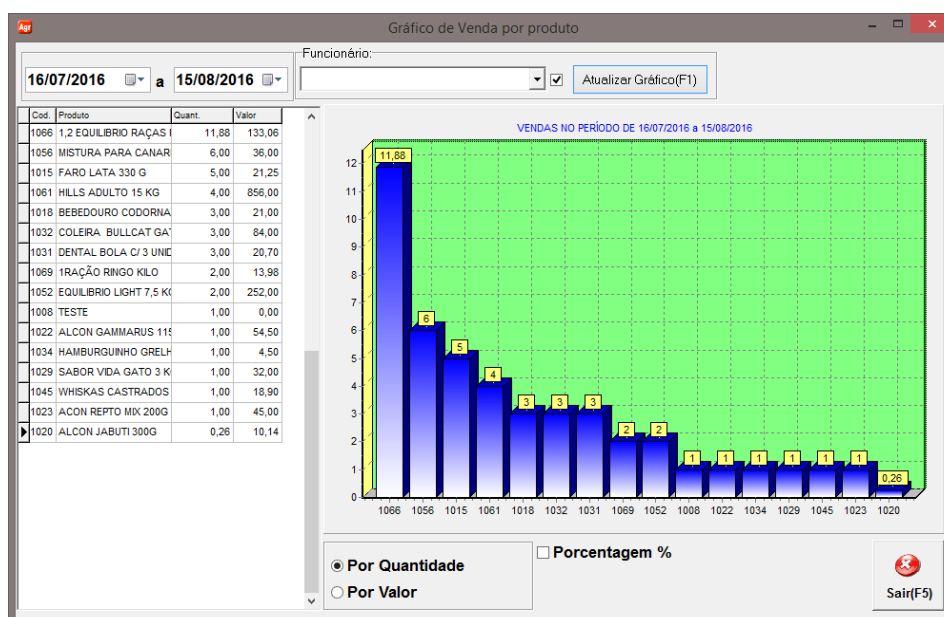 Agr
Gráfico de Venda por produto
Funcionário:
16/07/2016 a 15/08/2016
Atualizar Gráfico(F1)
Cod. Produto Quant. Valor
1066 1,2 EQUILIBRIO RAÇAS 11,88 133,06
1056 MISTURA PARA CANAR 6,00 36,00
1015 FARO LATA 330 G 5,00 21,25
1061 HILLS ADULTO 15 KG 4,00 856,00
1018 BEBEDOURO CODORNA 3,00 21,00
1032 COLEIRA BULLCAT GA 3,00 84,00
1031 DENTAL BOLA C/ 3 UNID 3,00 20,70
1069 1RAÇÃO RINGO KILO 2,00 13,98
1052 EQUILIBRIO LIGHT 7,5 K 2,00 252,00
1008 TESTE 1,00 0,00
1022 ALCON GAMMARUS 115 1,00 54,50
1034 HAMBURGUINHO GRELH 1,00 4,50
1029 SABOR VIDA GATO 3 K 1,00 32,00
1045 WHISKAS CASTRADOS 1,00 18,90
1023 ACON REPTO MIX 200G 1,00 45,00
1020 ALCON JABUTI 300G 0,26 10,14
VENDAS NO PERÍODO DE 16/07/2016 a 15/08/2016
12
11
10
9
8
7
6
5
4
3
2
1
0
11,88
6
5
4
3 3 3
2 2
1 1 1 1 1 1
0,26
1066 1056 1015 1061 1018 1032 1031 1069 1052 1008 1022 1034 1029 1045 1023 1020
Por Quantidade
Por Valor
Porcentagem %
Sair(F5)